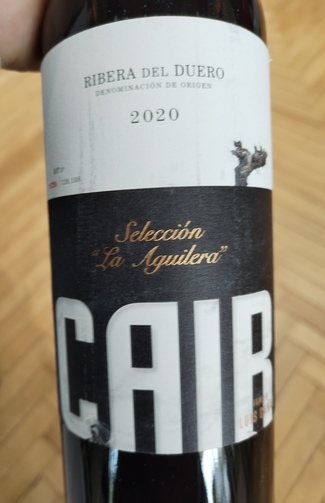 RIBERA DEL DUERO
DENOMINACIÓN DE ORIGEN
2020
Selección
"La Aguilera"
CAIR